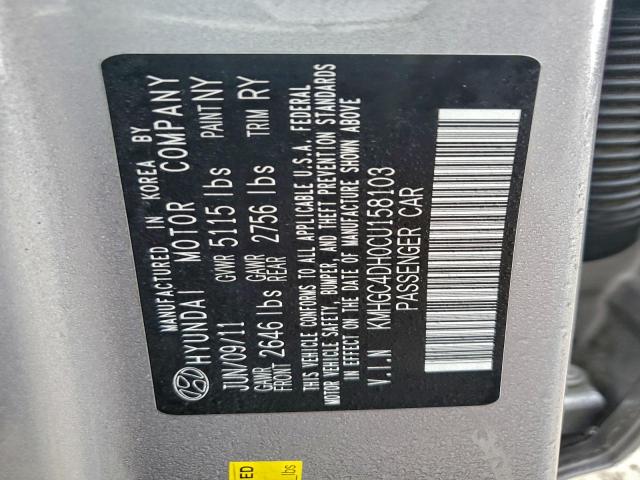 MANUFACTURED IN KOREA BY
HYUNDAI MOTOR COMPANY
JUN/09/11 GVWR 5115 lbs PAINT NY
GAWR FRONT 2646 lbs GAWR REAR 2756 lbs TRIM RY
THIS VEHICLE CONFORMS TO ALL APPLICABLE U.S.A. FEDERAL
MOTOR VEHICLE SAFETY, BUMPER, AND THEFT PREVENTION STANDARDS
IN EFFECT ON THE DATE OF MANUFACTURE SHOWN ABOVE
V.I.N KMHGC4DH0CU158103
PASSENGER CAR
ED
lbs